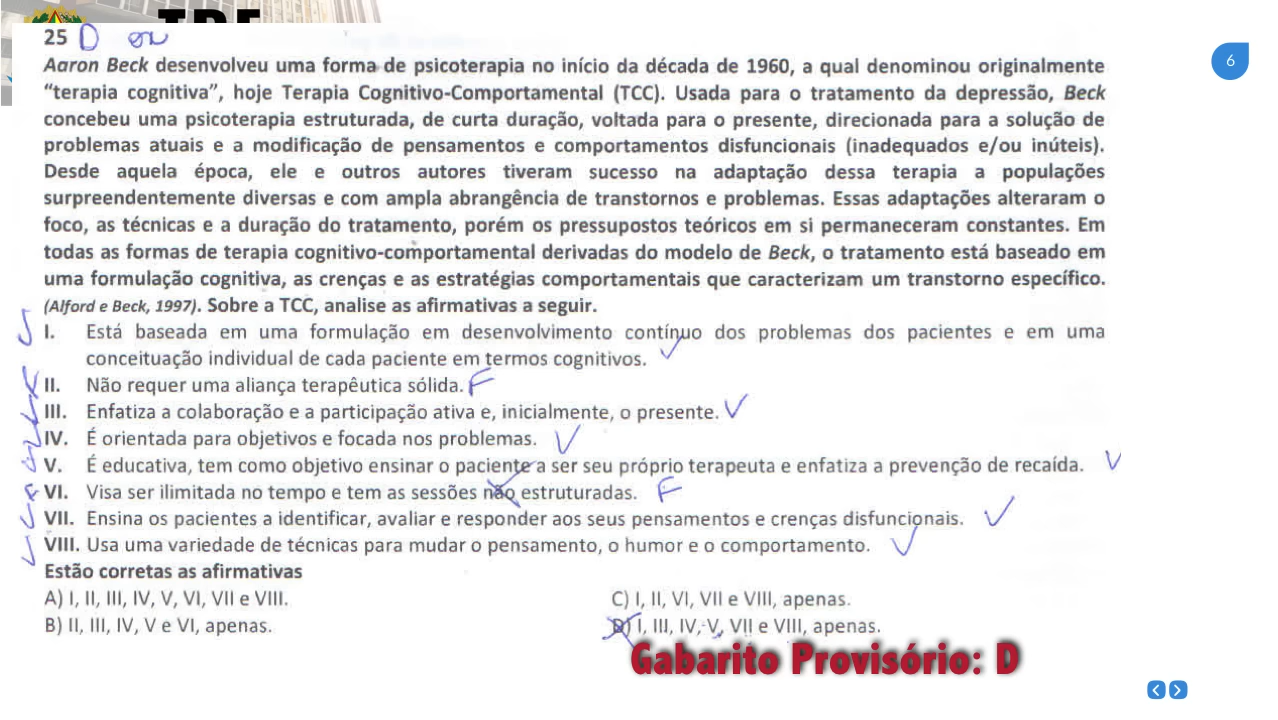 6
25 D ou
Aaron Beck desenvolveu uma forma de psicoterapia no início da década de 1960, a qual denominou originalmente
“terapia cognitiva”, hoje Terapia Cognitivo-Comportamental (TCC). Usada para o tratamento da depressão, Beck
concebeu uma psicoterapia estruturada, de curta duração, voltada para o presente, direcionada para a solução de
problemas atuais e a modificação de pensamentos e comportamentos disfuncionais (inadequados e/ou inúteis).
Desde aquela época, ele e outros autores tiveram sucesso na adaptação dessa terapia a populações
surpreendentemente diversas e com ampla abrangência de transtornos e problemas. Essas adaptações alteraram o
foco, as técnicas e a duração do tratamento, porém os pressupostos teóricos em si permaneceram constantes. Em
todas as formas de terapia cognitivo-comportamental derivadas do modelo de Beck, o tratamento está baseado em
uma formulação cognitiva, as crenças e as estratégias comportamentais que caracterizam um transtorno específico.
(Alford e Beck, 1997). Sobre a TCC, analise as afirmativas a seguir.
I. Está baseada em uma formulação em desenvolvimento contínuo dos problemas dos pacientes e em uma
conceituação individual de cada paciente em termos cognitivos.
II. Não requer uma aliança terapêutica sólida. F
III. Enfatiza a colaboração e a participação ativa e, inicialmente, o presente.
IV. É orientada para objetivos e focada nos problemas.
V. É educativa, tem como objetivo ensinar o paciente a ser seu próprio terapeuta e enfatiza a prevenção de recaída.
VI. Visa ser ilimitada no tempo e tem as sessões não estruturadas. F
VII. Ensina os pacientes a identificar, avaliar e responder aos seus pensamentos e crenças disfuncionais.
VIII. Usa uma variedade de técnicas para mudar o pensamento, o humor e o comportamento.
Estão corretas as afirmativas
A) I, II, III, IV, V, VI, VII e VIII.
B) II, III, IV, V e VI, apenas.
C) I, II, VI, VII e VIII, apenas.
D) I, III, IV, V, VII e VIII, apenas.
Gabarito Provisório: D